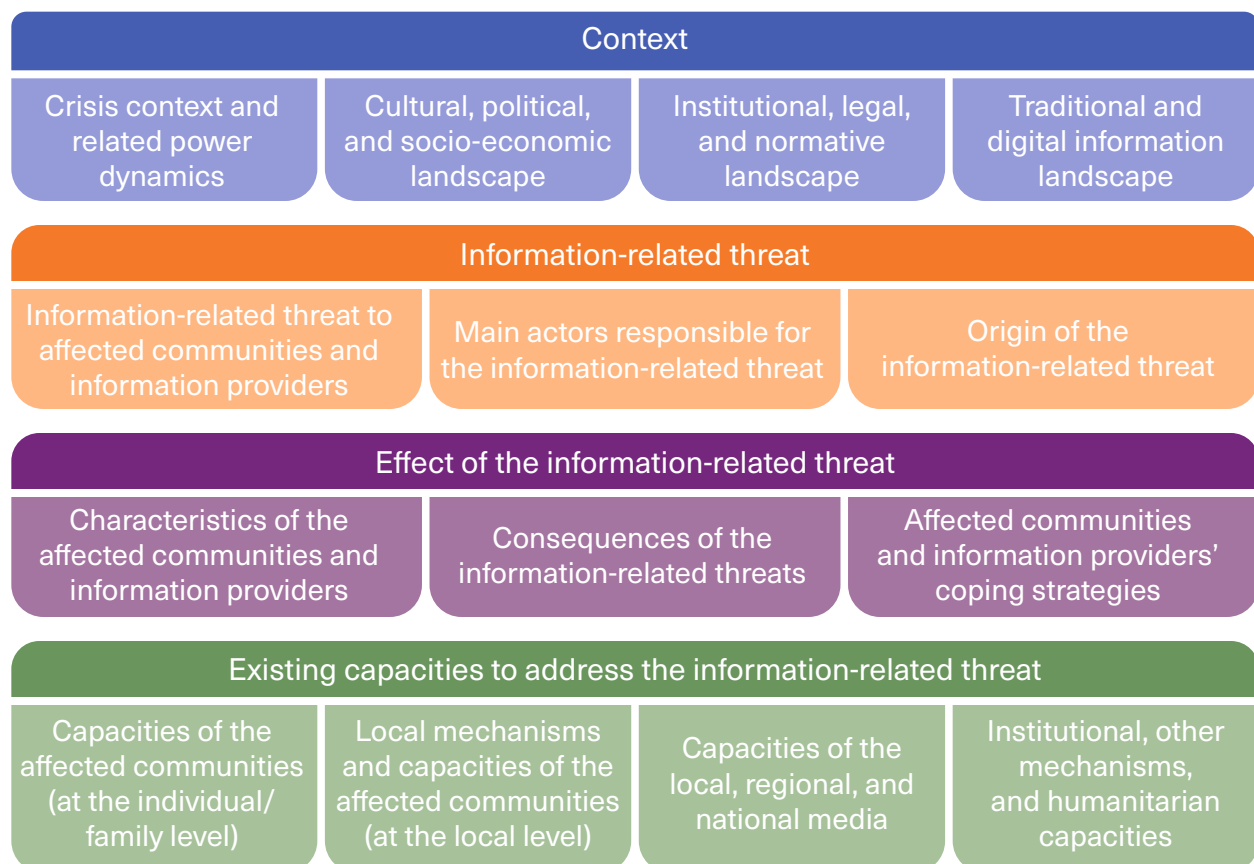 Context
Crisis context and
related power
dynamics
Cultural, political,
and socio-economic
landscape
Institutional, legal,
and normative
landscape
Traditional and
digital information
landscape
Information-related threat
Information-related threat to
affected communities and
information providers
Main actors responsible for
the information-related threat
Origin of the
information-related threat
Effect of the information-related threat
Characteristics of the
affected communities and
information providers
Consequences of the
information-related threats
Affected communities
and information providers’
coping strategies
Existing capacities to address the information-related threat
Capacities of the
affected communities
(at the individual/
family level)
Local mechanisms
and capacities of the
affected communities
(at the local level)
Capacities of the
local, regional, and
national media
Institutional, other
mechanisms,
and humanitarian
capacities